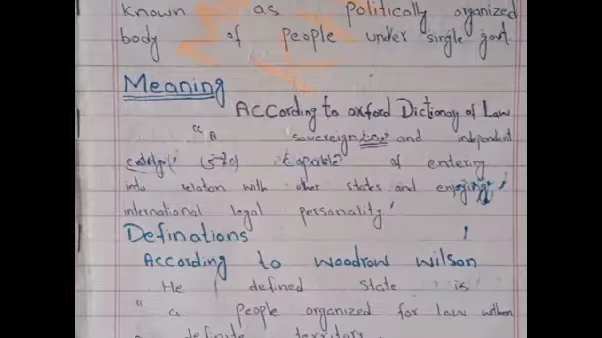 known as politically organized
body of people under single govt.
Meaning
According to oxford Dictionary of Law
"A sovereign and independent
capable of entering
into relation with other states and enjoying
international legal personality.'
Definations
According to Woodrow Wilson
He defined state is
" a people organized for law within
a definite territory